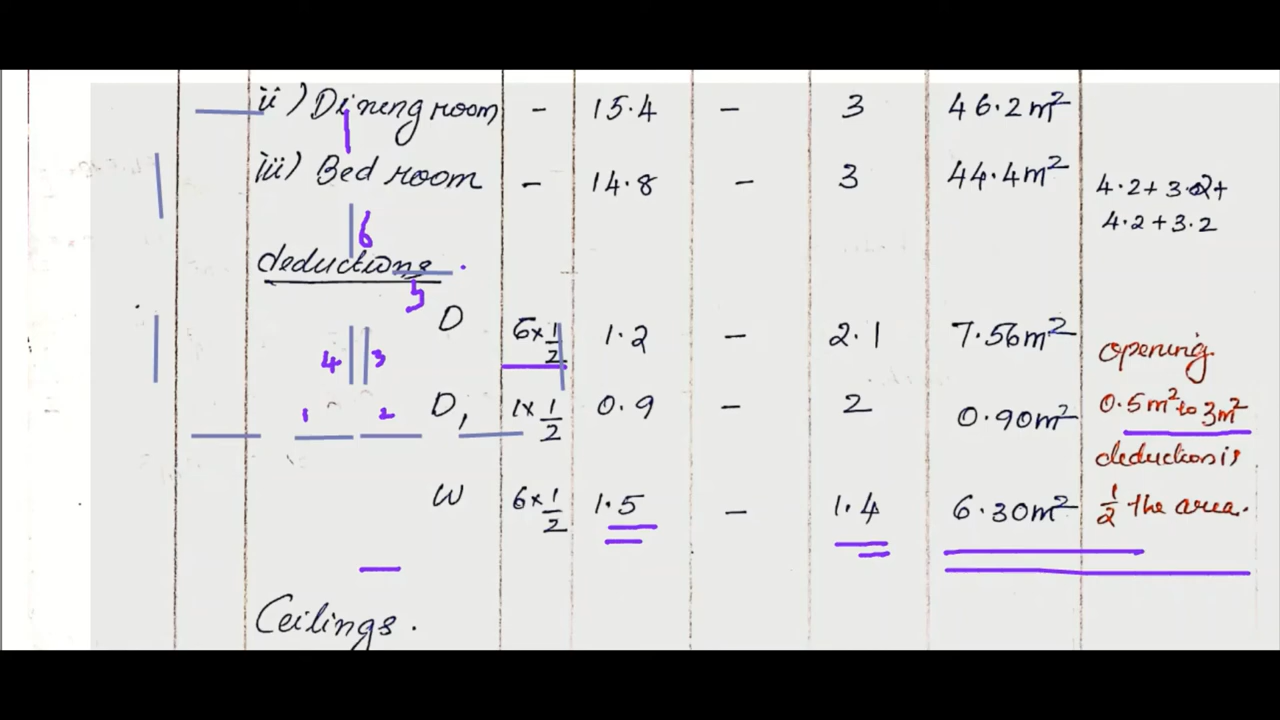 ii) Dining room - 15.4 - 3 46.2m²
iii) Bed room - 14.8 - 3 44.4m²
4.2+3.2+
4.2+3.2
6
deductions
5
D 6×1/2 1.2 - 2.1 7.56m²
opening
4 3
1 2
D, 1×1/2 0.9 - 2 0.90m²
0.5m² to 3m²
deduction is
W 6×1/2 1.5 - 1.4 6.30m²
1/2 the area.
Ceilings.